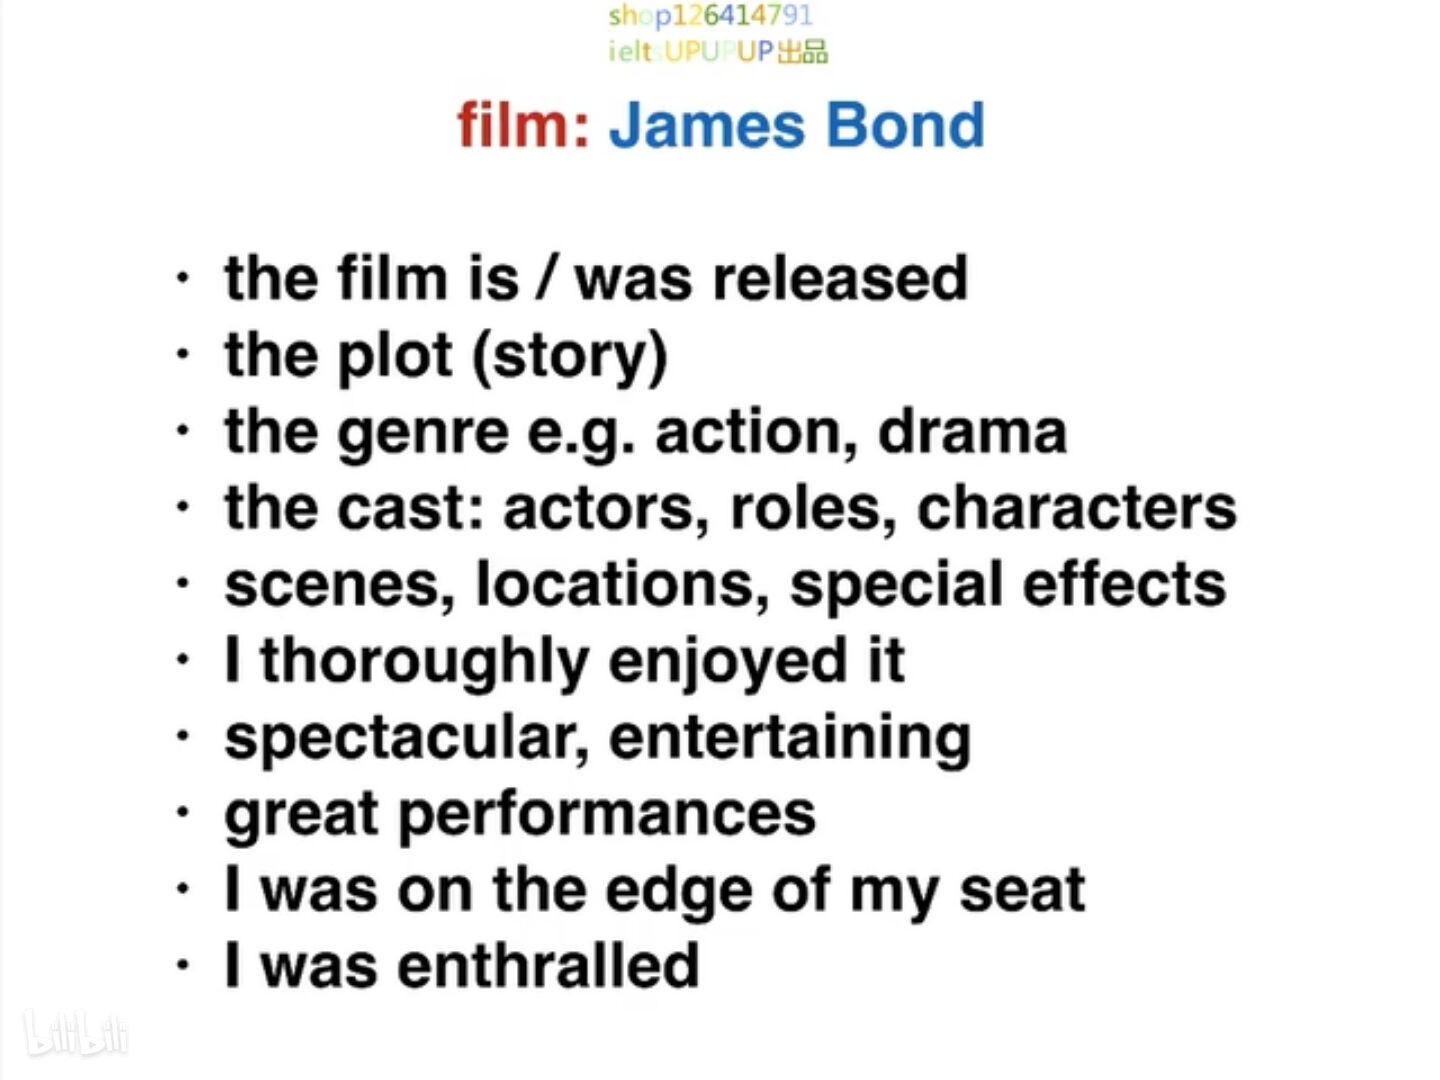 shop126414791
ieltsUPUPUP出品
film: James Bond
· the film is / was released
· the plot (story)
· the genre e.g. action, drama
· the cast: actors, roles, characters
· scenes, locations, special effects
· I thoroughly enjoyed it
· spectacular, entertaining
· great performances
· I was on the edge of my seat
· I was enthralled
bilibili